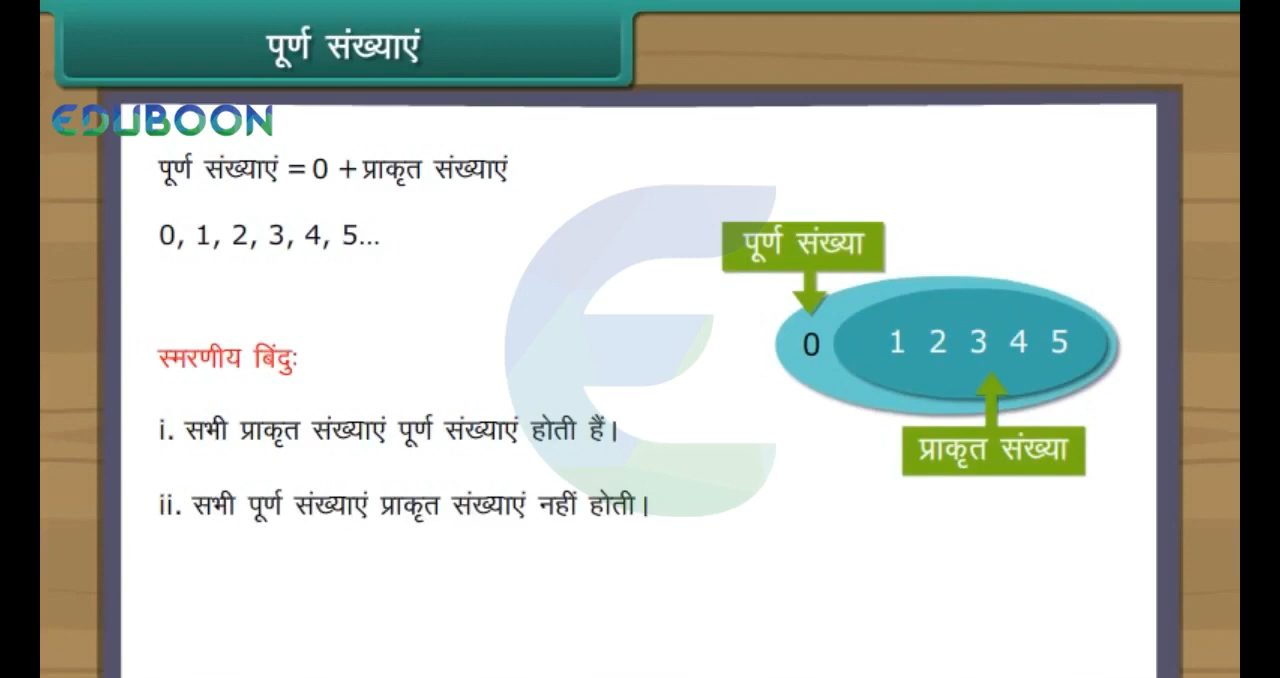 पूर्ण संख्याएं
EDUBOON
पूर्ण संख्याएं = 0 + प्राकृत संख्याएं
0, 1, 2, 3, 4, 5...
पूर्ण संख्या
0 1 2 3 4 5
प्राकृत संख्या
स्मरणीय बिंदुः
i. सभी प्राकृत संख्याएं पूर्ण संख्याएं होती हैं।
ii. सभी पूर्ण संख्याएं प्राकृत संख्याएं नहीं होती।